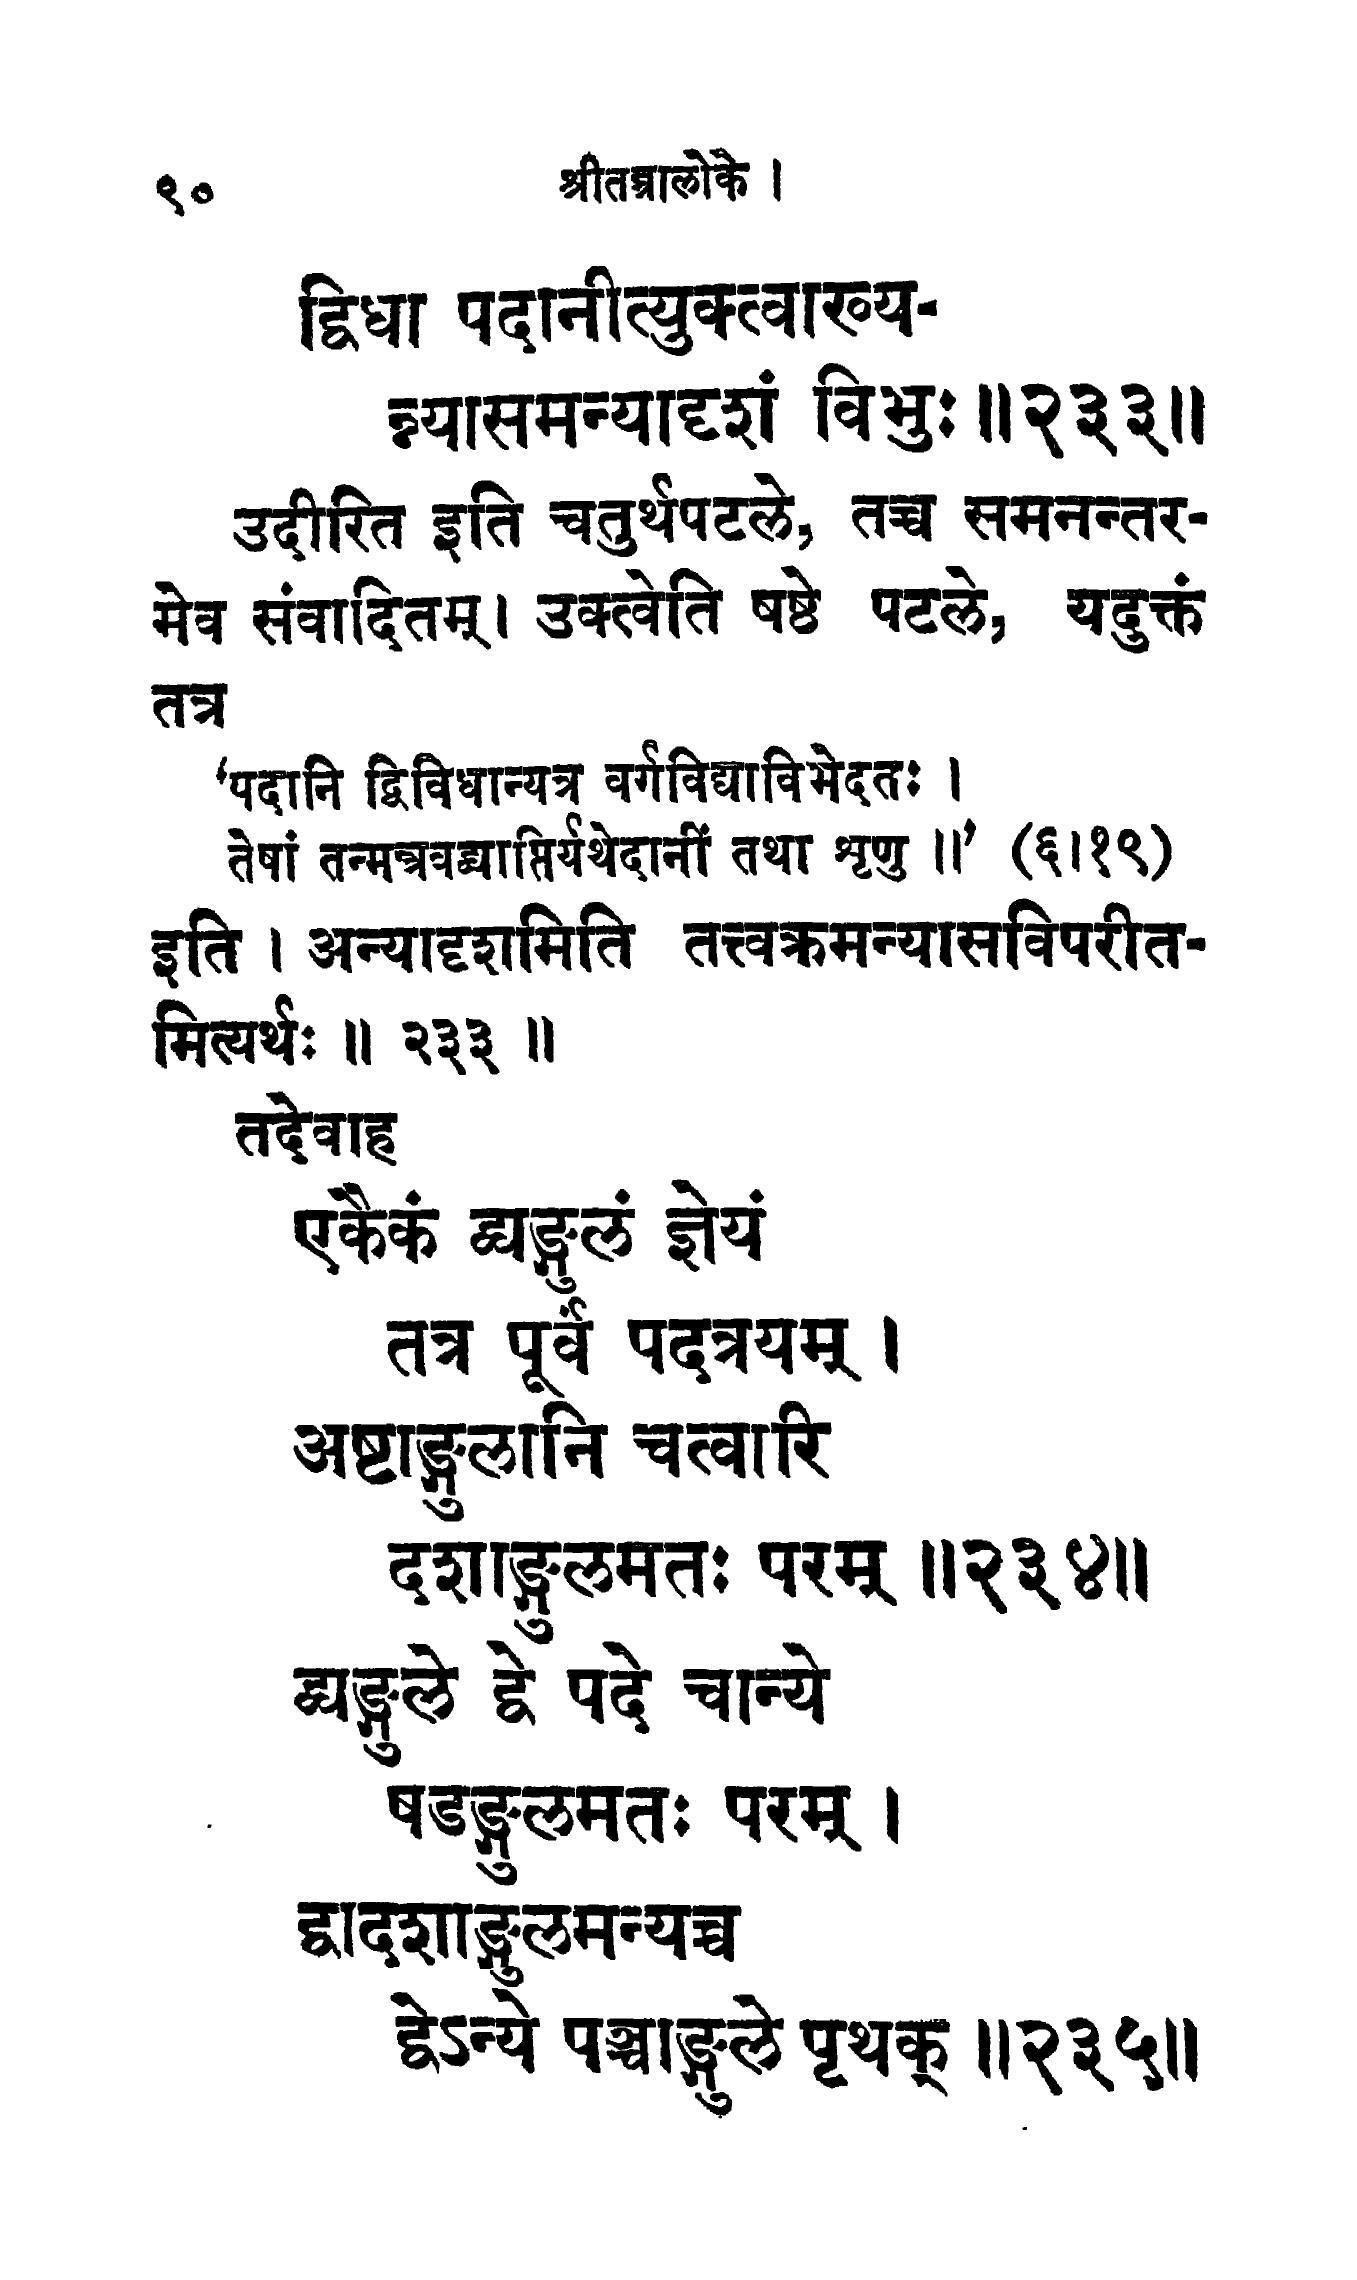 ९०
श्रीतन्त्रालोके ।
द्विधा पदानीत्युक्त्वाख्य-
न्न्यासमन्यादृशं विभुः॥२३३॥
उदीरित इति चतुर्थपटले, तच्च समनन्तर-
मेव संवादितम्। उक्त्वेति षष्ठे पटले, यदुक्तं
तत्र
‘पदानि द्विविधान्यत्र वर्गविद्याविभेदतः ।
तेषां तन्मन्त्रवद्व्याप्तिर्यथेदानीं तथा शृणु ॥’ (६।१९)
इति । अन्यादृशमिति तत्त्वक्रमन्यासविपरीत-
मित्यर्थः ॥ २३३ ॥
तदेवाह
एकैकं द्व्यङ्गुलं ज्ञेयं
तत्र पूर्वं पदत्रयम् ।
अष्टाङ्गुलानि चत्वारि
दशाङ्गुलमतः परम् ॥२३४॥
द्व्यङ्गुले द्वे पदे चान्ये
षडङ्गुलमतः परम् ।
द्वादशाङ्गुलमन्यच्च
द्वेऽन्ये पञ्चाङ्गुले पृथक् ॥२३५॥